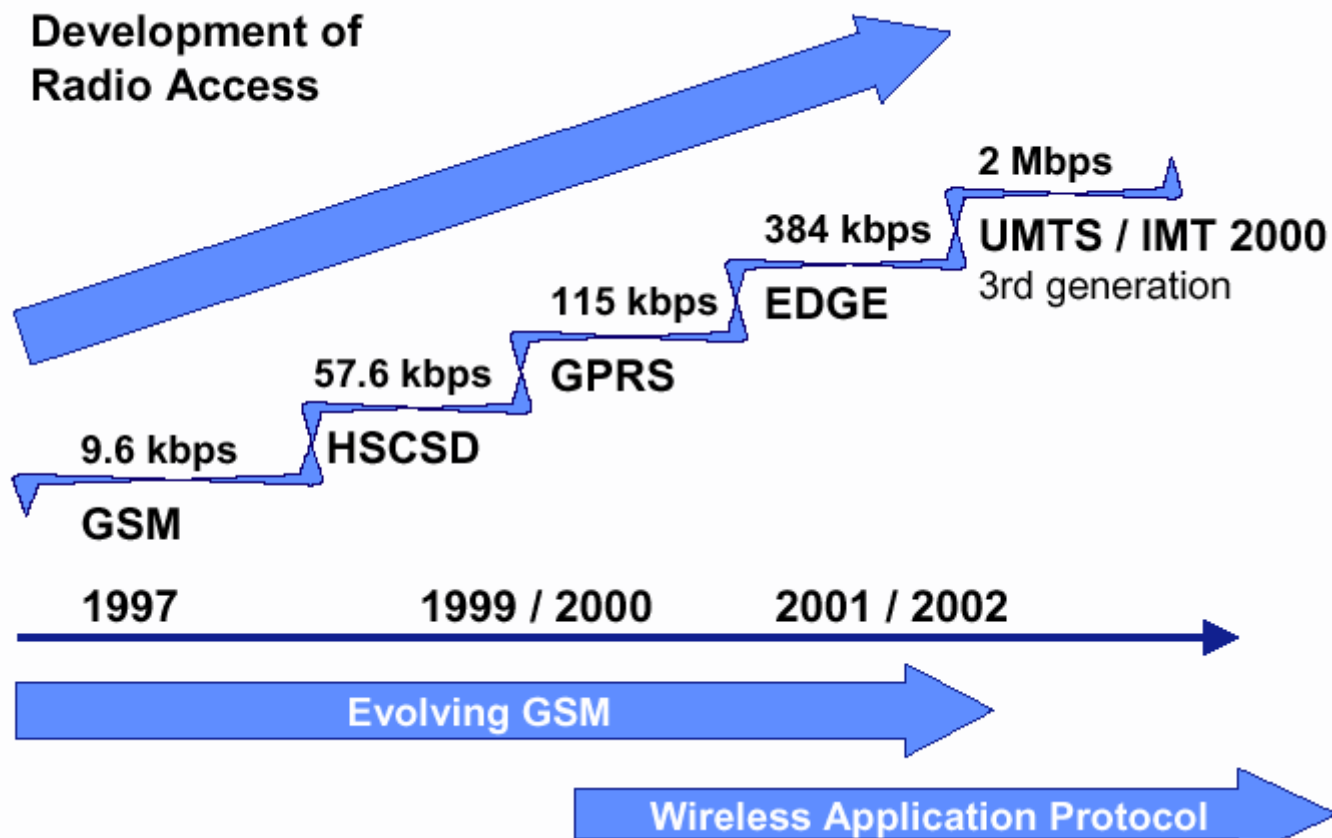 Development of
Radio Access
2 Mbps
UMTS / IMT 2000
3rd generation
384 kbps
EDGE
115 kbps
GPRS
57.6 kbps
HSCSD
9.6 kbps
GSM
1997
1999 / 2000
2001 / 2002
Evolving GSM
Wireless Application Protocol